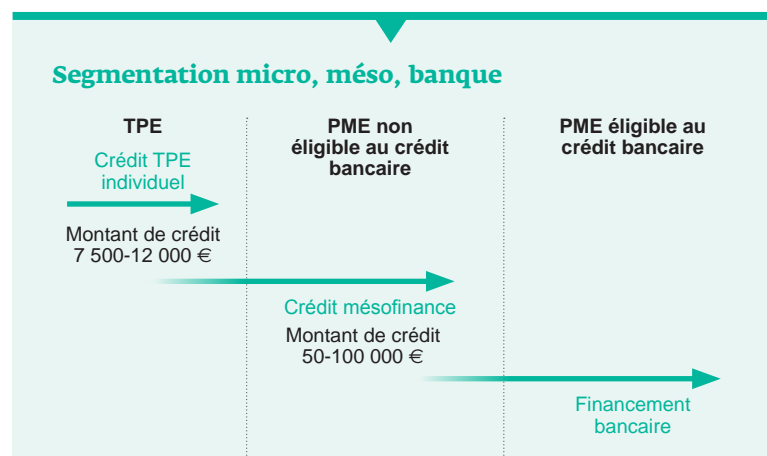 Segmentation micro, méso, banque
TPE
Crédit TPE
individuel
Montant de crédit
7 500-12 000 €
PME non
éligible au crédit
bancaire
Crédit mésofinance
Montant de crédit
50-100 000 €
PME éligible au
crédit bancaire
Financement
bancaire